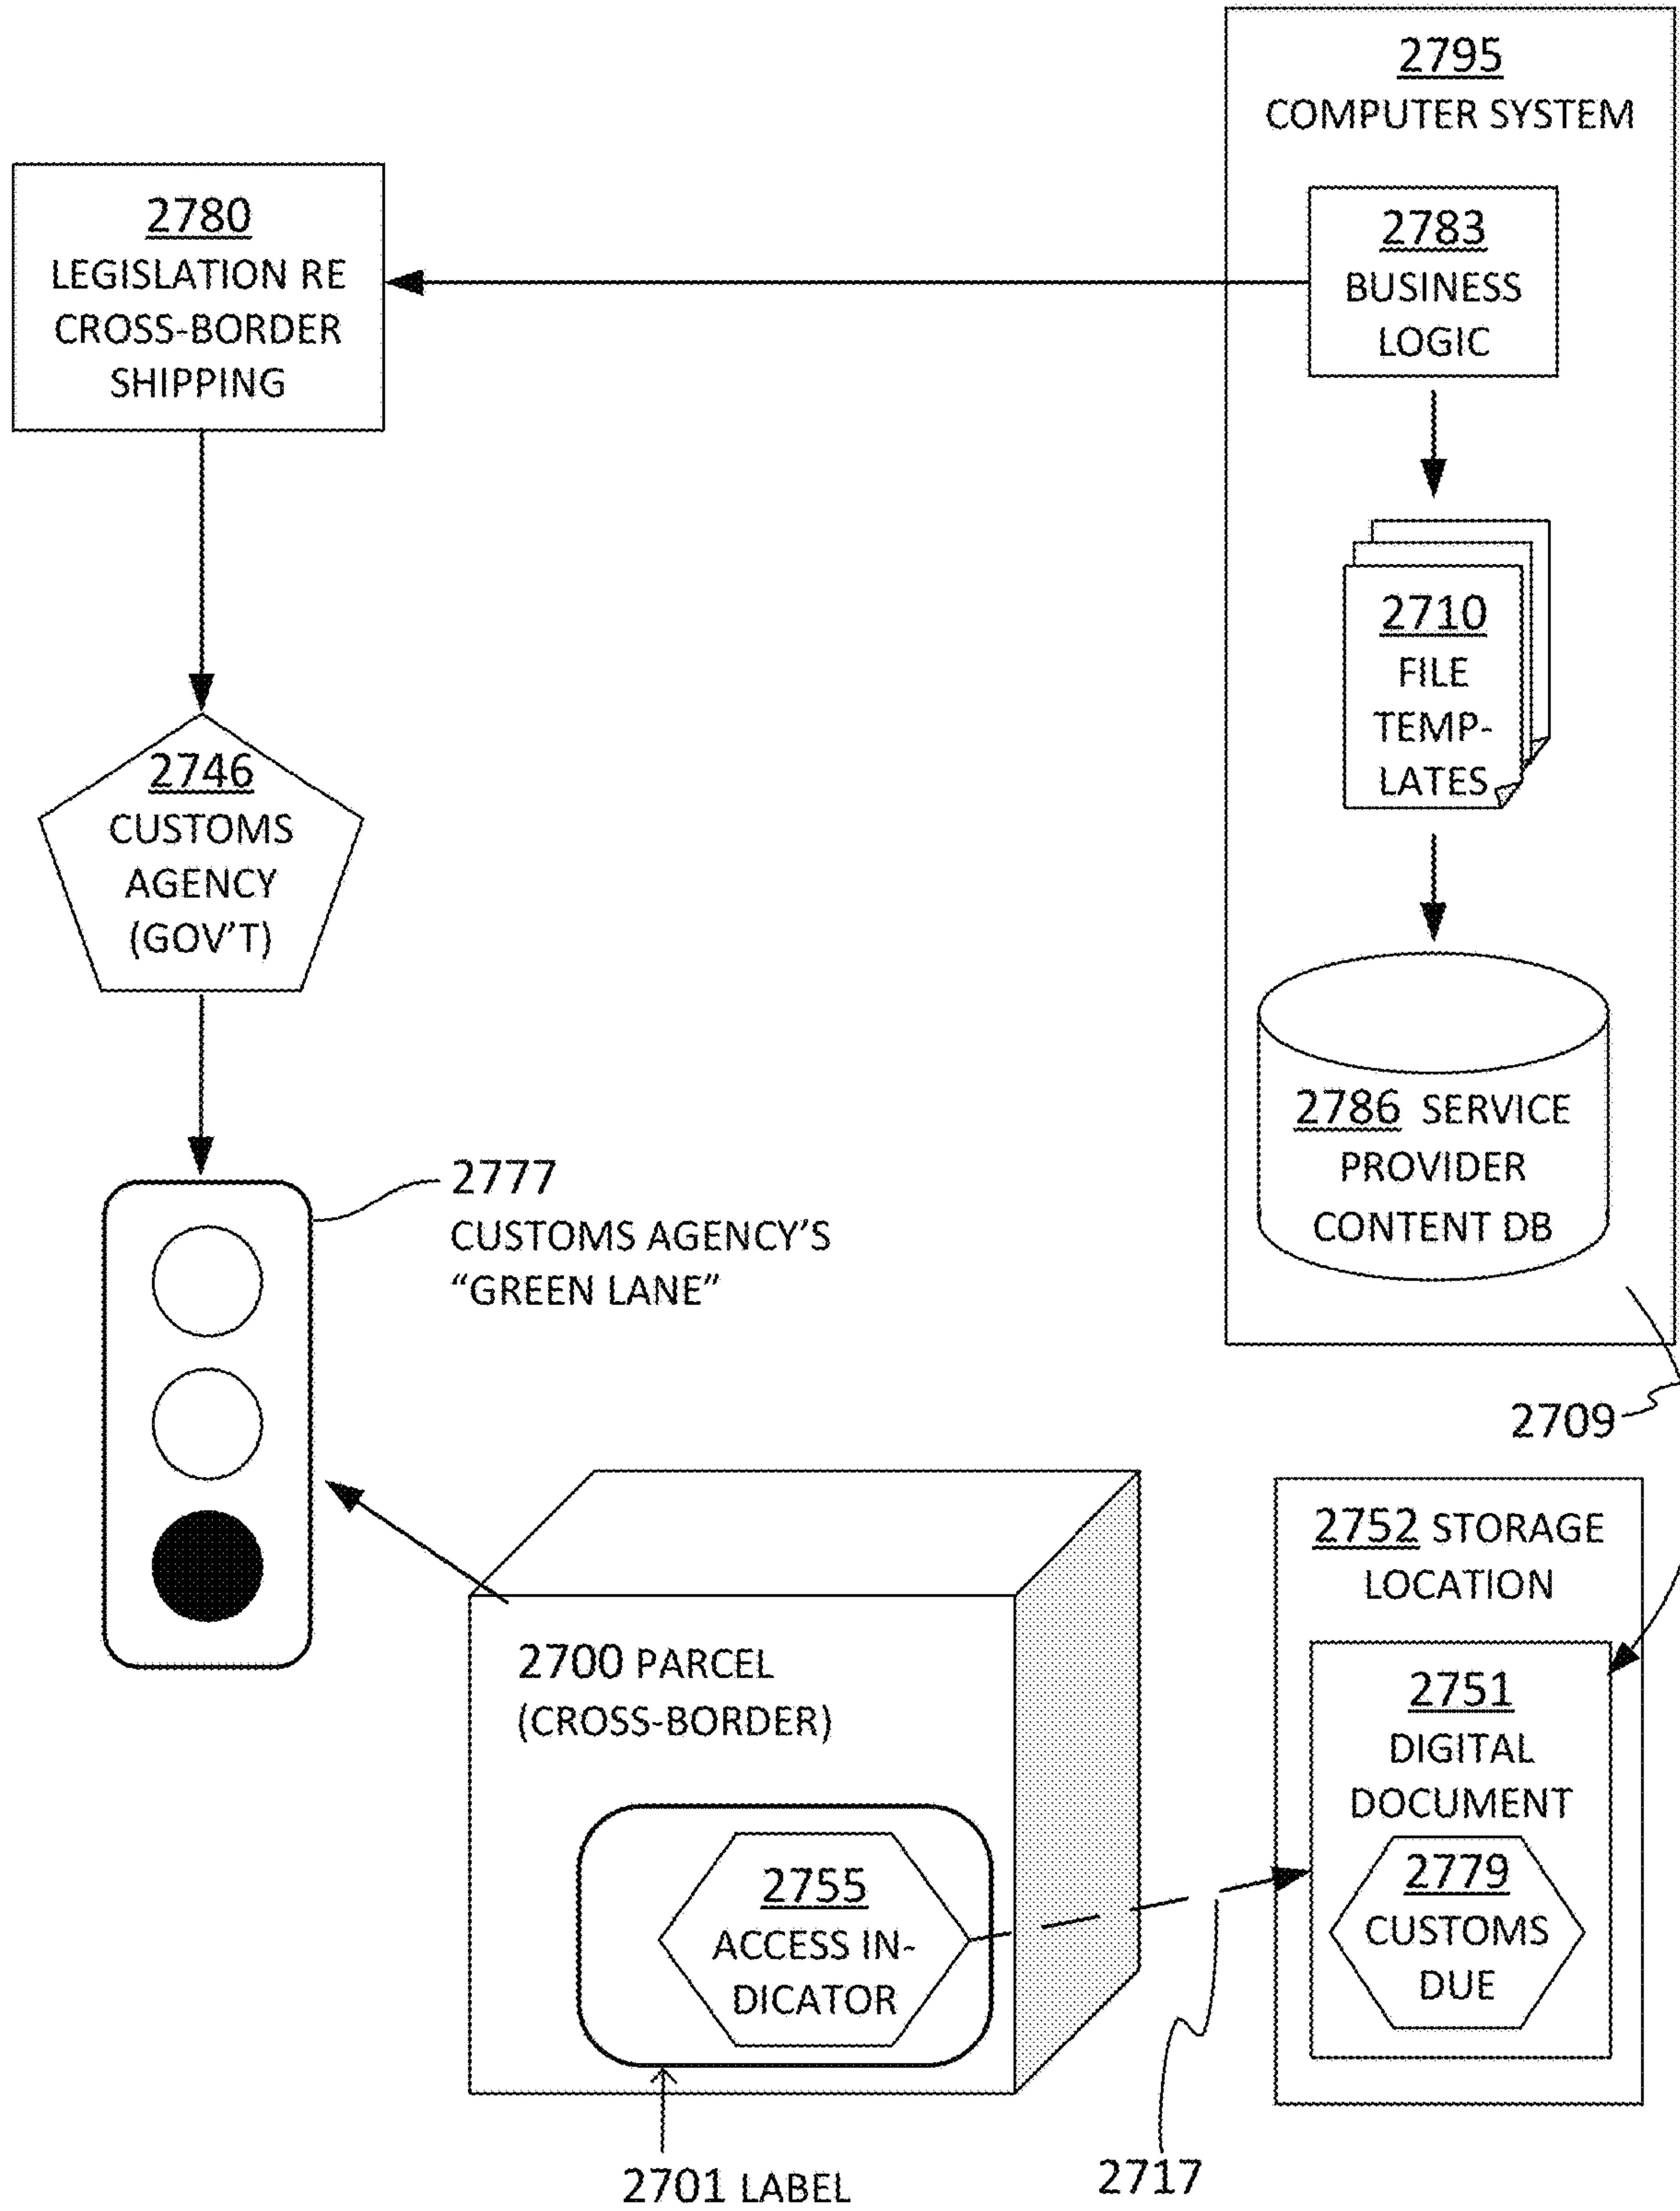 2795
COMPUTER SYSTEM
2780
LEGISLATION RE
CROSS-BORDER
SHIPPING
2783
BUSINESS
LOGIC
2710
FILE
TEMP-
LATES
2746
CUSTOMS
AGENCY
(GOV'T)
2786 SERVICE
PROVIDER
CONTENT DB
2777
CUSTOMS AGENCY'S
“GREEN LANE”
2709
2752 STORAGE
LOCATION
2700 PARCEL
(CROSS-BORDER)
2751
DIGITAL
DOCUMENT
2755
ACCESS IN-
DICATOR
2779
CUSTOMS
DUE
2717
2701 LABEL